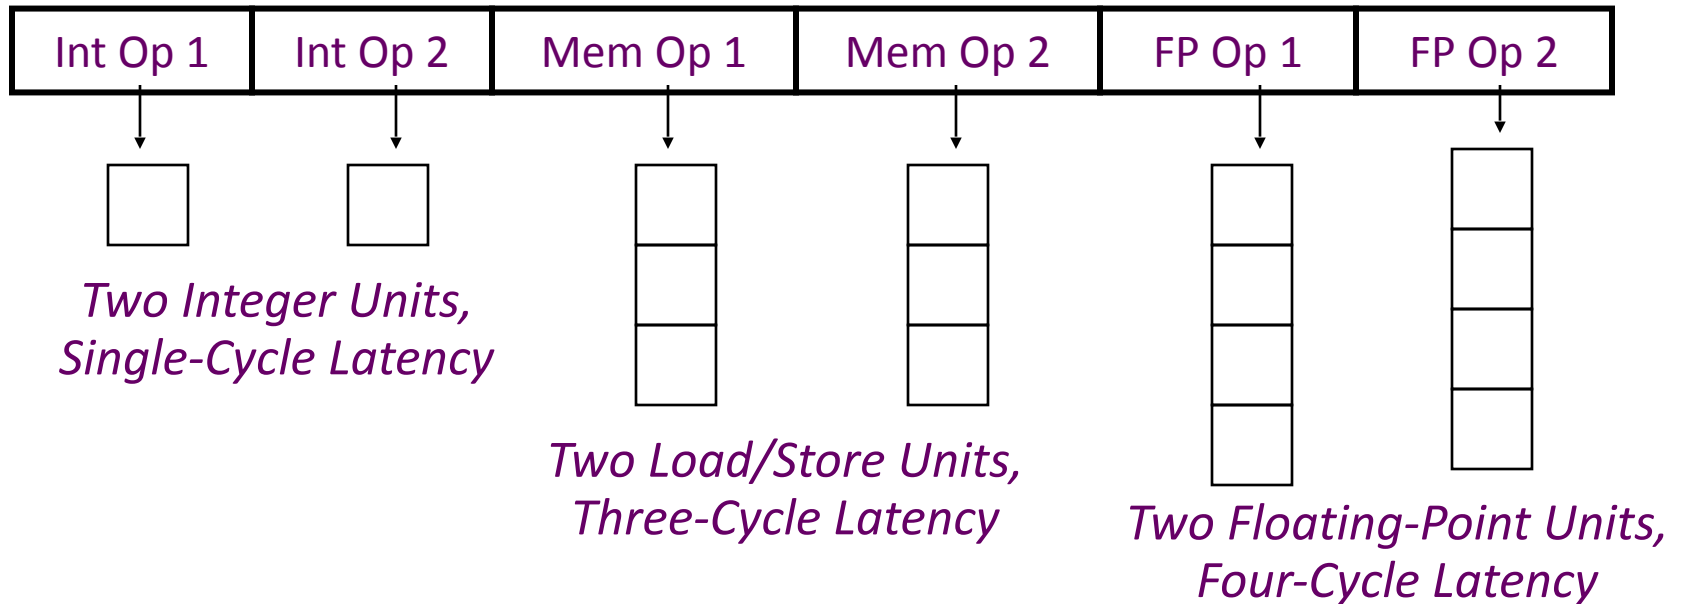 Int Op 1 Int Op 2 Mem Op 1 Mem Op 2 FP Op 1 FP Op 2
Two Integer Units,
Single-Cycle Latency
Two Load/Store Units,
Three-Cycle Latency
Two Floating-Point Units,
Four-Cycle Latency